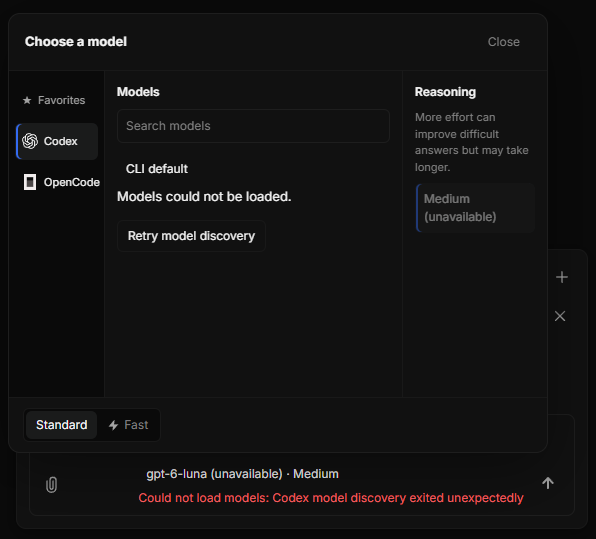 Choose a model
Close
★ Favorites
Codex
OpenCode
Models
Search models
CLI default
Models could not be loaded.
Retry model discovery
Reasoning
More effort can
improve difficult
answers but may take
longer.
Medium
(unavailable)
Standard
Fast
gpt-6-luna (unavailable) · Medium
Could not load models: Codex model discovery exited unexpectedly